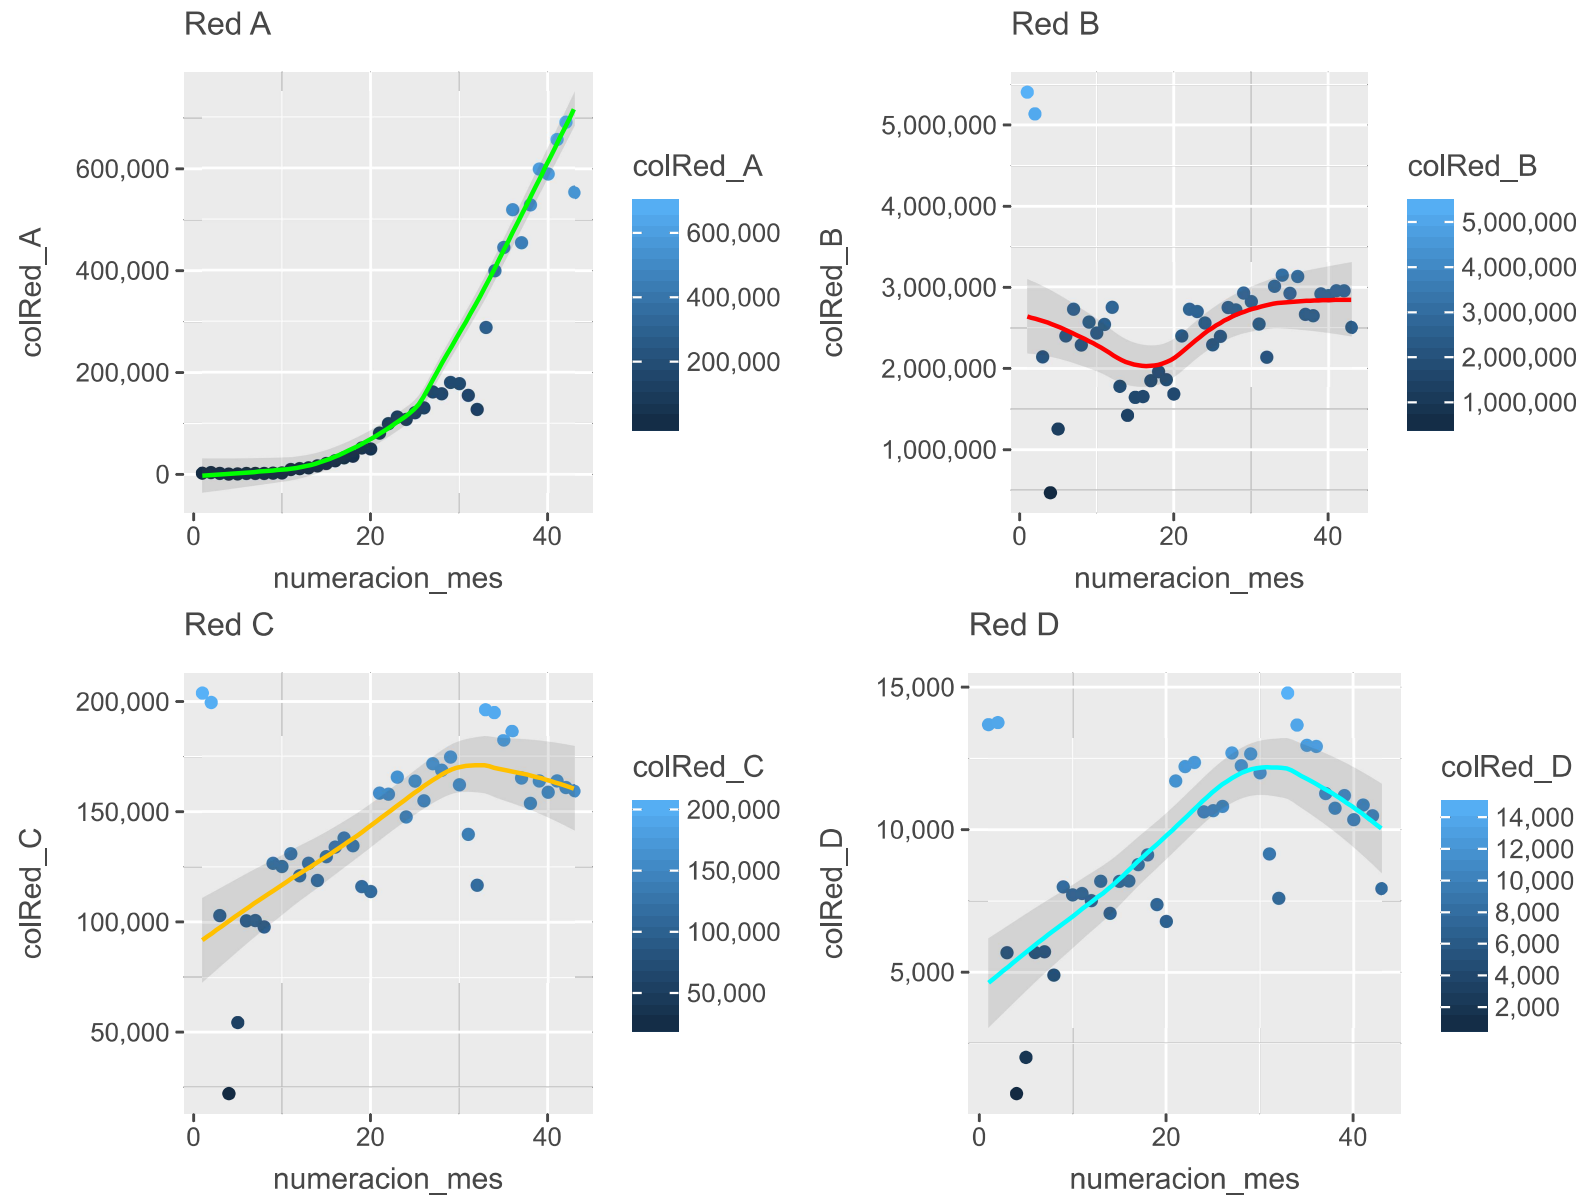 Red A
colRed_A
600,000
400,000
200,000
0
0 20 40
numeracion_mes
colRed_A
600,000
400,000
200,000
Red B
colRed_B
5,000,000
4,000,000
3,000,000
2,000,000
1,000,000
0 20 40
numeracion_mes
colRed_B
5,000,000
4,000,000
3,000,000
2,000,000
1,000,000
Red C
colRed_C
200,000
150,000
100,000
50,000
0 20 40
numeracion_mes
colRed_C
200,000
150,000
100,000
50,000
Red D
colRed_D
15,000
10,000
5,000
0 20 40
numeracion_mes
colRed_D
14,000
12,000
10,000
8,000
6,000
4,000
2,000